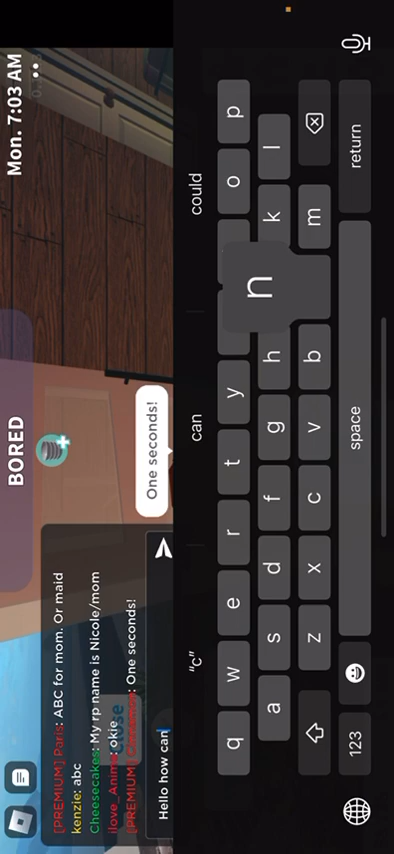 Mon. 7:03 AM
BORED
[PREMIUM] Paris: ABC for mom. Or maid
kenzie: abc
Cheesecakes: My rp name is Nicole/mom
ilove_Anime: okie
[PREMIUM] Cinnamon: One seconds!
close
One seconds!
Hello how can
"c" can could
q w e r t y o p
a s d f g h k l
n
z x c v b m
123 space return